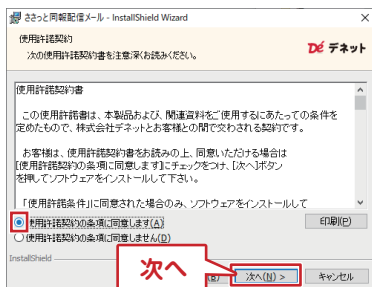 ささっと同報配信メール - InstallShield Wizard
使用許諾契約
次の使用許諾契約書を注意深くお読みください。
De デネット
使用許諾契約書
この使用許諾書は、本製品および、関連資料をご使用するにあたっての条件を
定めたもので、株式会社デネットとお客様との間で交わされる契約です。
お客様は、使用許諾契約書をお読みの上、同意いただける場合は
[使用許諾契約の条項に同意します]にチェックをつけ、[次へ]ボタン
を押してソフトウェアをインストールして下さい。
「使用許諾条件」に同意された場合のみ、ソフトウェアをインストールして
使用許諾契約の条項に同意します(A)
印刷(P)
使用許諾契約の条項に同意しません(D)
InstallShield
次へ
(B)
次へ(N) >
キャンセル